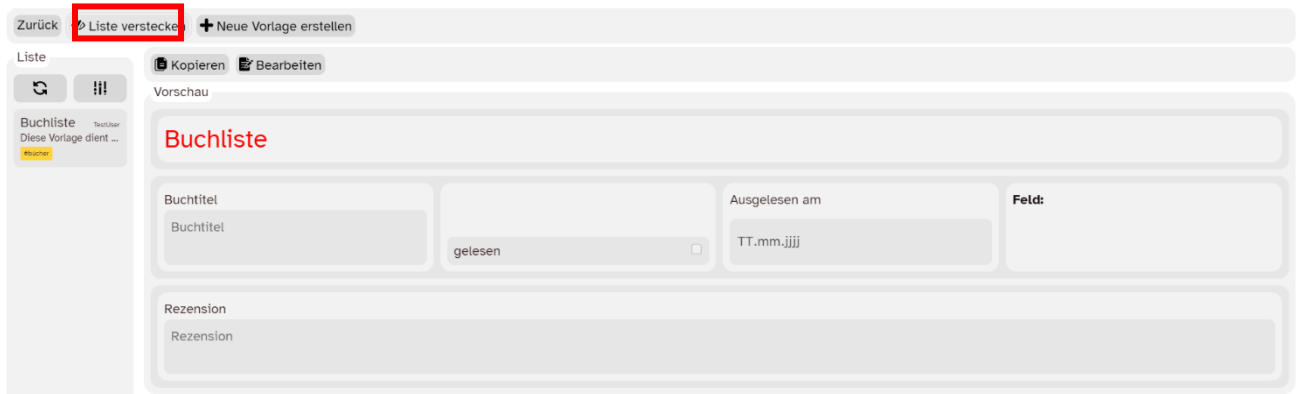 Zurück Liste verstecken Neue Vorlage erstellen
Liste
Kopieren Bearbeiten
Vorschau
Buchliste TestUser
Diese Vorlage dient ...
#bücher
Buchliste
Buchtitel
Buchtitel
gelesen
Ausgelesen am
TT.mm.jjjj
Feld:
Rezension
Rezension